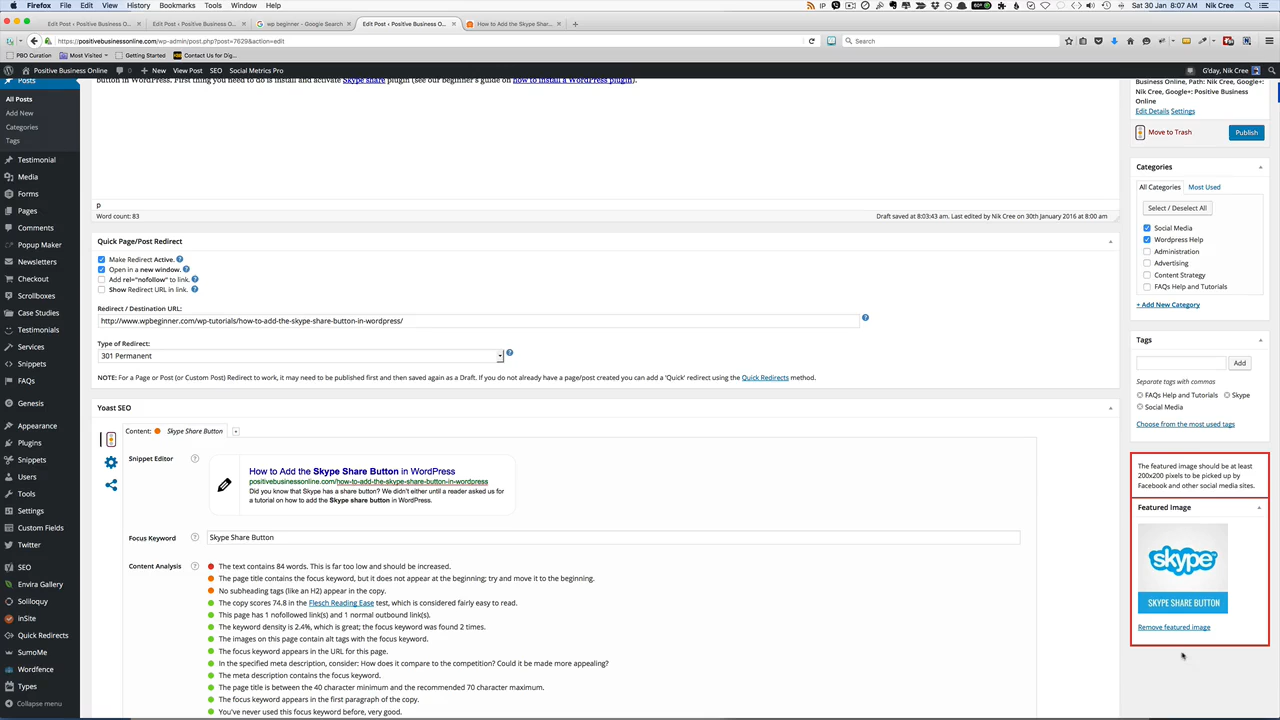 Firefox File Edit View History Bookmarks Tools Window Help
Sat 30 Jan 8:07 AM Nik Cree
Edit Post ‹ Positive Business O...
Edit Post ‹ Positive Business O...
wp beginner - Google Search
Edit Post ‹ Positive Business O...
How to Add the Skype Shar...
https://positivebusinessonline.com/wp-admin/post.php?post=7629&action=edit
Search
PBO Curation Most Visited Getting Started Contact Us for Dig...
Positive Business Online 0 + New View Post SEO Social Metrics Pro
G'day, Nik Cree
Posts
All Posts
Add New
Categories
Tags
Testimonial
Media
Forms
Pages
Comments
Popup Maker
Newsletters
Checkout
Scrollboxes
Case Studies
Testimonials
Services
Snippets
FAQs
Genesis
Appearance
Plugins
Snippets
Users
Tools
Settings
Custom Fields
Twitter
SEO
Envira Gallery
Soliloquy
inSite
Quick Redirects
SumoMe
Wordfence
Types
Collapse menu
button in WordPress. First thing you need to do is install and activate Skype share plugin (see our beginner's guide on how to install a WordPress plugin).
p
Word count: 83
Draft saved at 8:03:43 am. Last edited by Nik Cree on 30th January 2016 at 8:00 am
Quick Page/Post Redirect
Make Redirect Active.
Open in a new window.
Add rel="nofollow" to link.
Show Redirect URL in link.
Redirect / Destination URL:
http://www.wpbeginner.com/wp-tutorials/how-to-add-the-skype-share-button-in-wordpress/
Type of Redirect:
301 Permanent
NOTE: For a Page or Post (or Custom Post) Redirect to work, it may need to be published first and then saved again as a Draft. If you do not already have a page/post created you can add a 'Quick' redirect using the Quick Redirects method.
Yoast SEO
Content: Skype Share Button
Snippet Editor
How to Add the Skype Share Button in WordPress
positivebusinessonline.com/how-to-add-the-skype-share-button-in-wordpress
Did you know that Skype has a share button? We didn't either until a reader asked us for
a tutorial on how to add the Skype share button in WordPress.
Focus Keyword
Skype Share Button
Content Analysis
The text contains 84 words. This is far too low and should be increased.
The page title contains the focus keyword, but it does not appear at the beginning; try and move it to the beginning.
No subheading tags (like an H2) appear in the copy.
The copy scores 74.8 in the Flesch Reading Ease test, which is considered fairly easy to read.
This page has 1 nofollowed link(s) and 1 normal outbound link(s).
The keyword density is 2.4%, which is great; the focus keyword was found 2 times.
The images on this page contain alt tags with the focus keyword.
The focus keyword appears in the URL for this page.
In the specified meta description, consider: How does it compare to the competition? Could it be made more appealing?
The meta description contains the focus keyword.
The page title is between the 40 character minimum and the recommended 70 character maximum.
The focus keyword appears in the first paragraph of the copy.
You've never used this focus keyword before, very good.
Business Online, Path: Nik Cree, Google+:
Nik Cree, Google+: Positive Business
Online
Edit Details Settings
Move to Trash
Publish
Categories
All Categories
Most Used
Select / Deselect All
Social Media
Wordpress Help
Administration
Advertising
Content Strategy
FAQs Help and Tutorials
+ Add New Category
Tags
Add
Separate tags with commas
FAQs Help and Tutorials Skype
Social Media
Choose from the most used tags
The featured image should be at least
200x200 pixels to be picked up by
Facebook and other social media sites.
Featured Image
skype
SKYPE SHARE BUTTON
Remove featured image